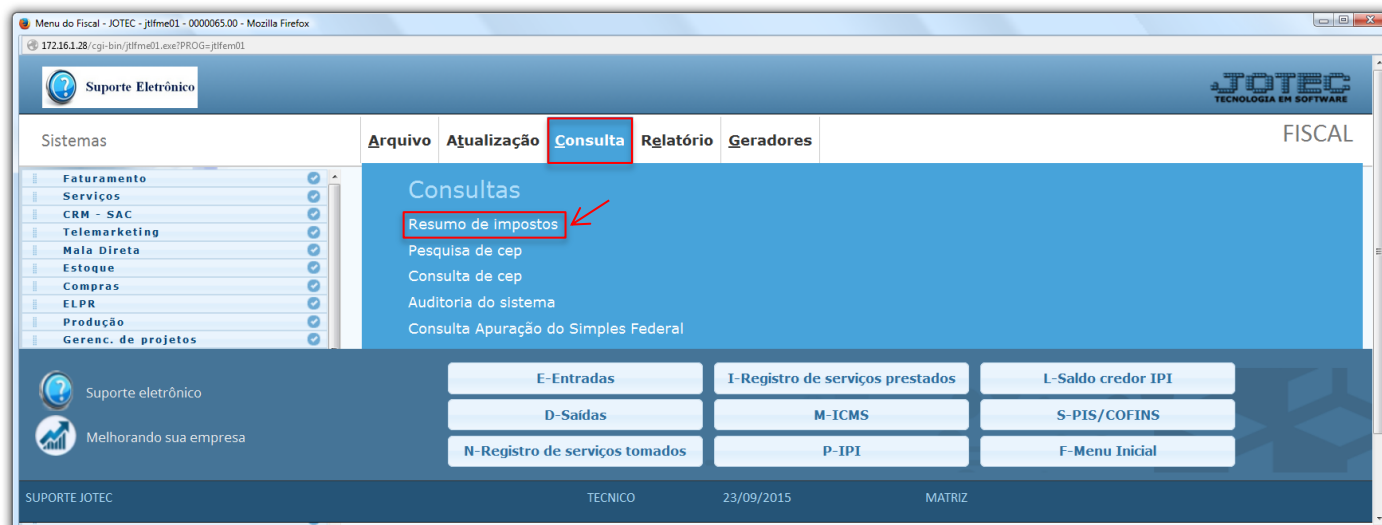 Menu do Fiscal - JOTEC - jtlfme01 - 0000065.00 - Mozilla Firefox
172.16.1.28/cgi-bin/jtlfme01.exe?PROG=jtlfem01
Suporte Eletrônico
JOTEC
TECNOLOGIA EM SOFTWARE
Sistemas
Arquivo Atualização Consulta Relatório Geradores
FISCAL
Faturamento
Serviços
CRM - SAC
Telemarketing
Mala Direta
Estoque
Compras
ELPR
Produção
Gerenc. de projetos
Consultas
Resumo de impostos
Pesquisa de cep
Consulta de cep
Auditoria do sistema
Consulta Apuração do Simples Federal
Suporte eletrônico
Melhorando sua empresa
E-Entradas I-Registro de serviços prestados L-Saldo credor IPI
D-Saídas M-ICMS S-PIS/COFINS
N-Registro de serviços tomados P-IPI F-Menu Inicial
SUPORTE JOTEC TECNICO 23/09/2015 MATRIZ